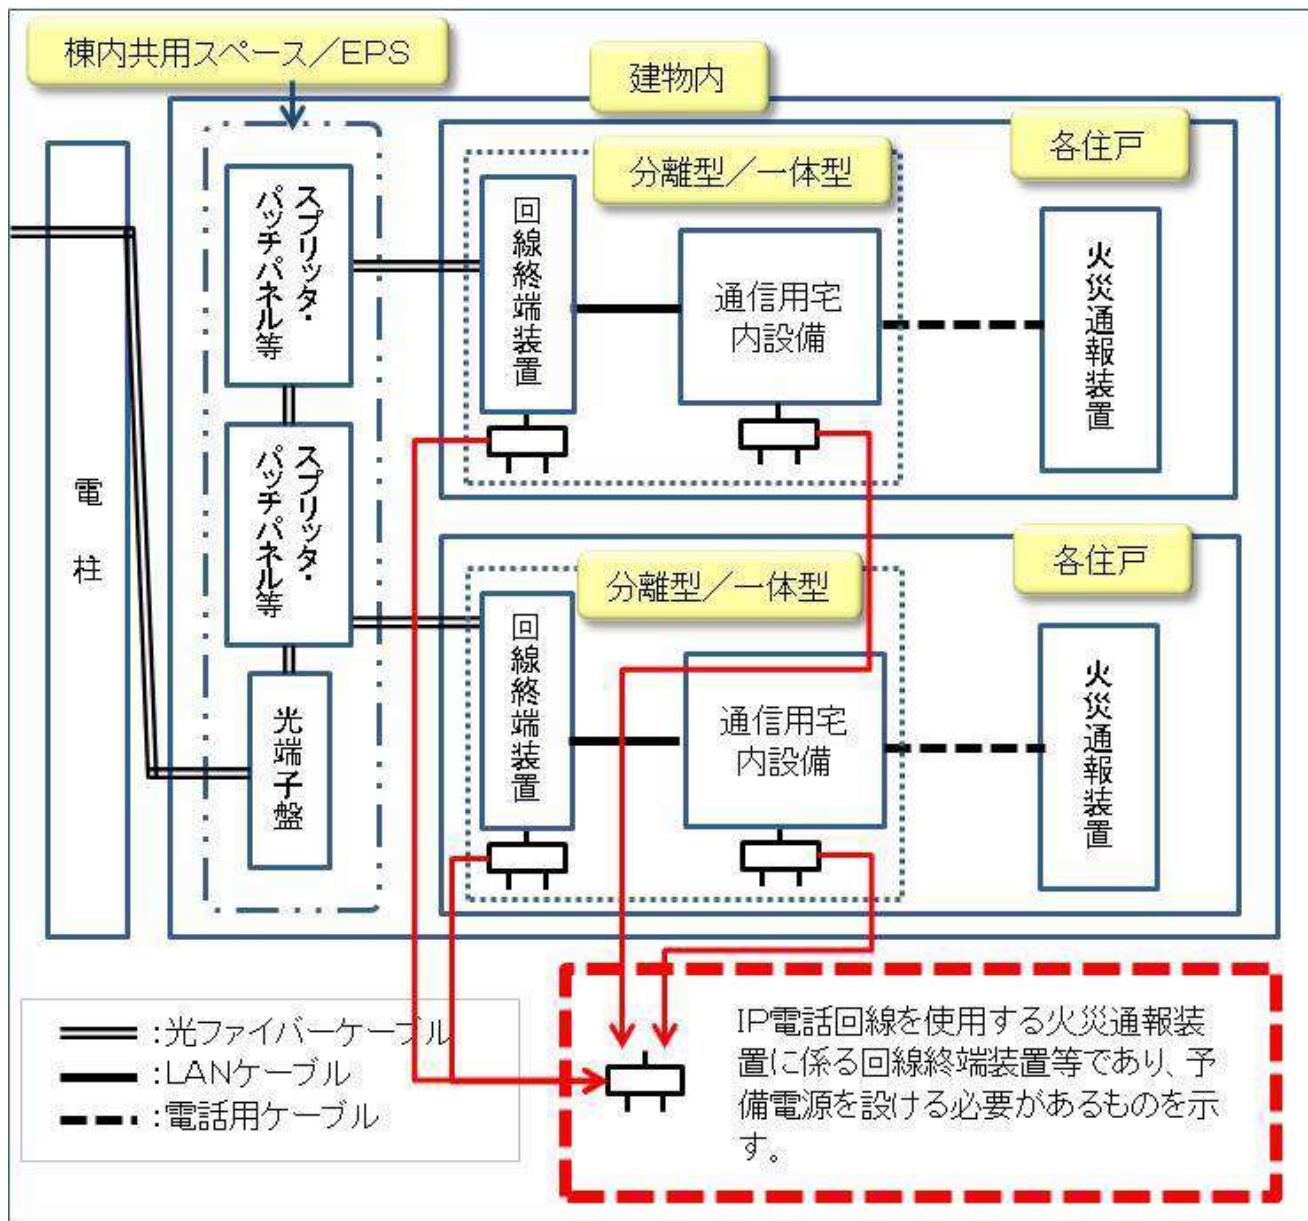 棟内共用スペース／EPS
建物内
各住戸
分離型／一体型
スプリッタ・
パッチパネル等
回線終端装置
通信用宅
内設備
火災通報装置
電柱
スプリッタ・
パッチパネル等
各住戸
分離型／一体型
回線終端装置
通信用宅
内設備
火災通報装置
光端子盤
:光ファイバーケーブル
:LANケーブル
:電話用ケーブル
IP電話回線を使用する火災通報装
置に係る回線終端装置等であり、予
備電源を設ける必要があるものを示
す。